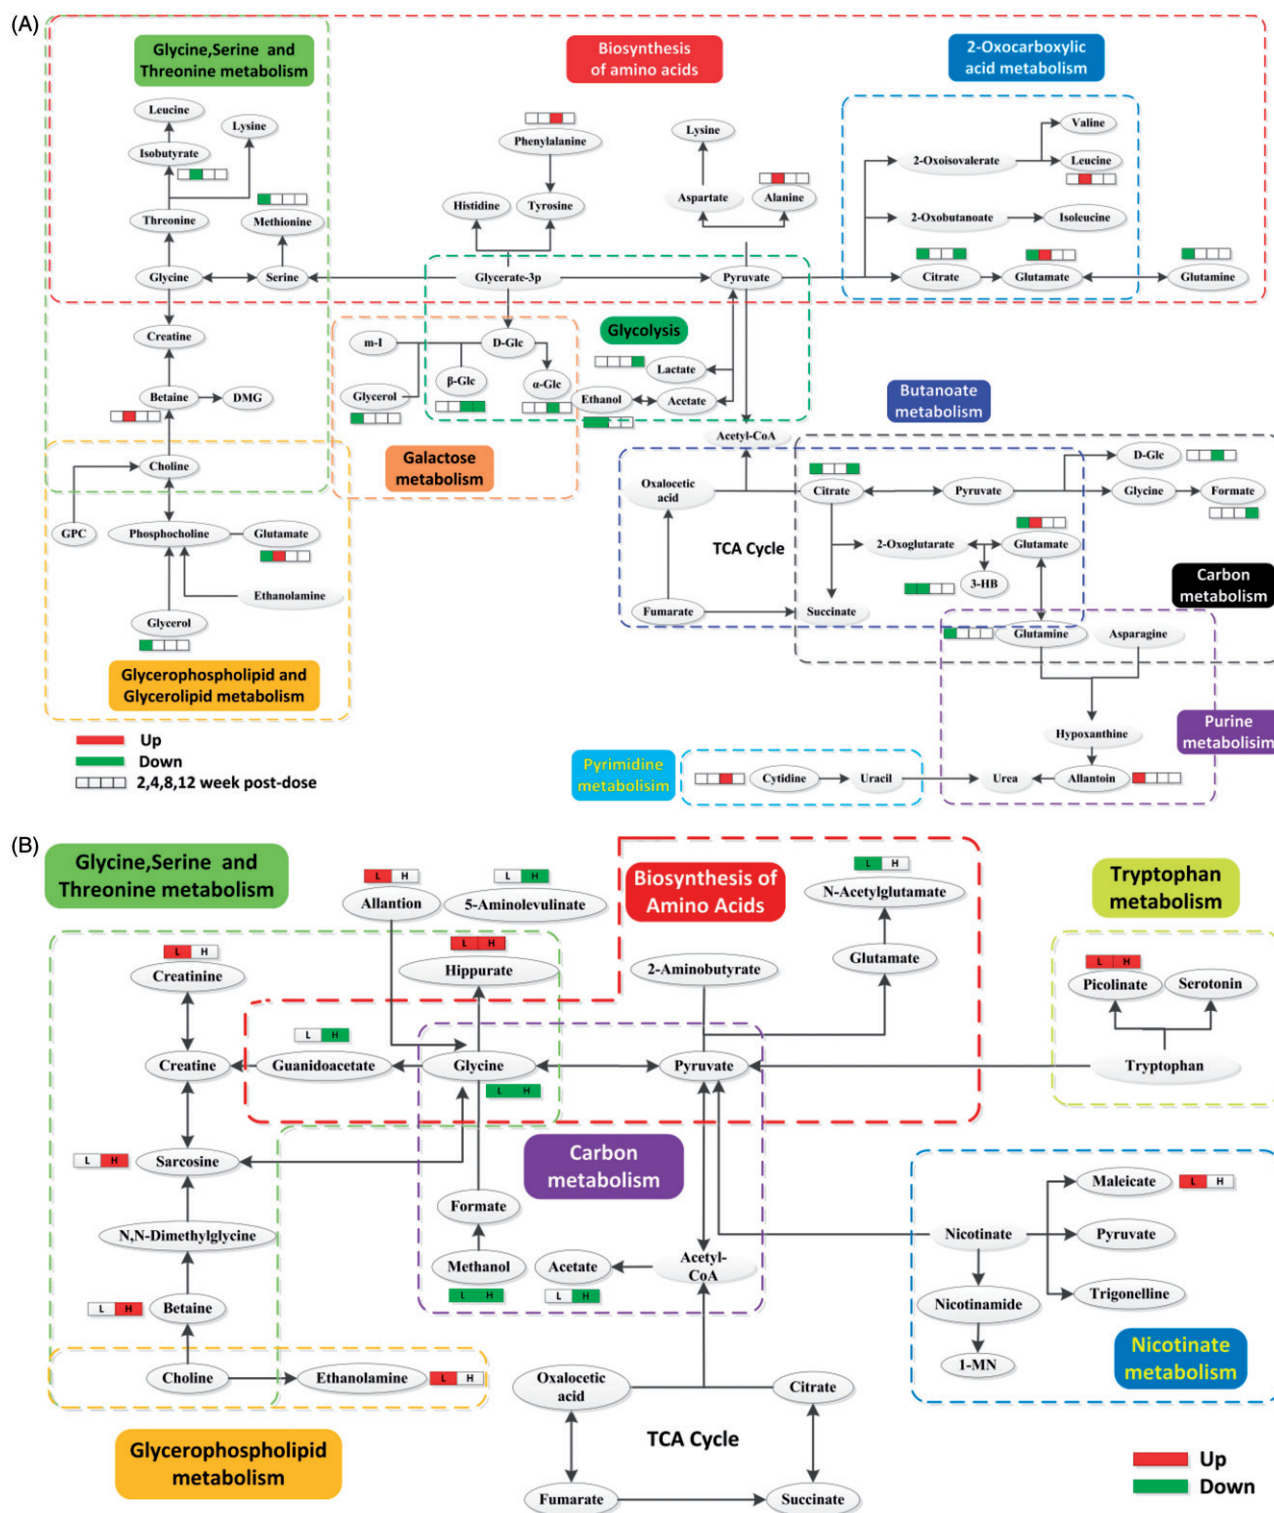 (A)
Glycine,Serine and
Threonine metabolism
Biosynthesis
of amino acids
2-Oxocarboxylic
acid metabolism
Leucine
Lysine
Isobutyrate
Phenylalanine
Lysine
Valine
2-Oxoisovalerate
Leucine
Threonine
Methionine
Histidine
Tyrosine
Aspartate
Alanine
2-Oxobutanoate
Isoleucine
Glycine
Serine
Glycerate-3p
Pyruvate
Citrate
Glutamate
Glutamine
Creatine
m-I
D-Glc
Glycolysis
Lactate
β-Glc
α-Glc
Betaine
DMG
Glycerol
Ethanol
Acetate
Butanoate
metabolism
Acetyl-CoA
Choline
Galactose
metabolism
Oxalocetic
acid
Citrate
Pyruvate
D-Glc
Glycine
Formate
GPC
Phosphocholine
Glutamate
TCA Cycle
2-Oxoglutarate
Glutamate
3-HB
Carbon
metabolism
Ethanolamine
Glycerol
Fumarate
Succinate
Glutamine
Asparagine
Glycerophospholipid and
Glycerolipid metabolism
Purine
metabolisim
Hypoxanthine
Up
Down
2,4,8,12 week post-dose
Pyrimidine
metabolisim
Cytidine
Uracil
Urea
Allantoin
(B)
Glycine,Serine and
Threonine metabolism
L H
Allantion
L H
5-Aminolevulinate
Biosynthesis of
Amino Acids
L H
N-Acetylglutamate
Tryptophan
metabolism
L H
Creatinine
L H
Hippurate
2-Aminobutyrate
Glutamate
L H
Picolinate
Serotonin
L H
Creatine
Guanidoacetate
Glycine
Pyruvate
Tryptophan
L H
L H
Sarcosine
Carbon
metabolism
Maleicate
L H
N,N-Dimethylglycine
Formate
Nicotinate
Pyruvate
Methanol
Acetate
Acetyl-
CoA
L H
L H
L H
Betaine
Nicotinamide
Trigonelline
1-MN
Nicotinate
metabolism
Choline
Ethanolamine
L H
Oxalocetic
acid
Citrate
Glycerophospholipid
metabolism
TCA Cycle
Up
Down
Fumarate
Succinate